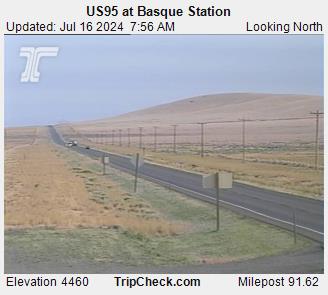 US95 at Basque Station
Updated: Jul 16 2024 7:56 AM Looking North
Elevation 4460 TripCheck.com Milepost 91.62